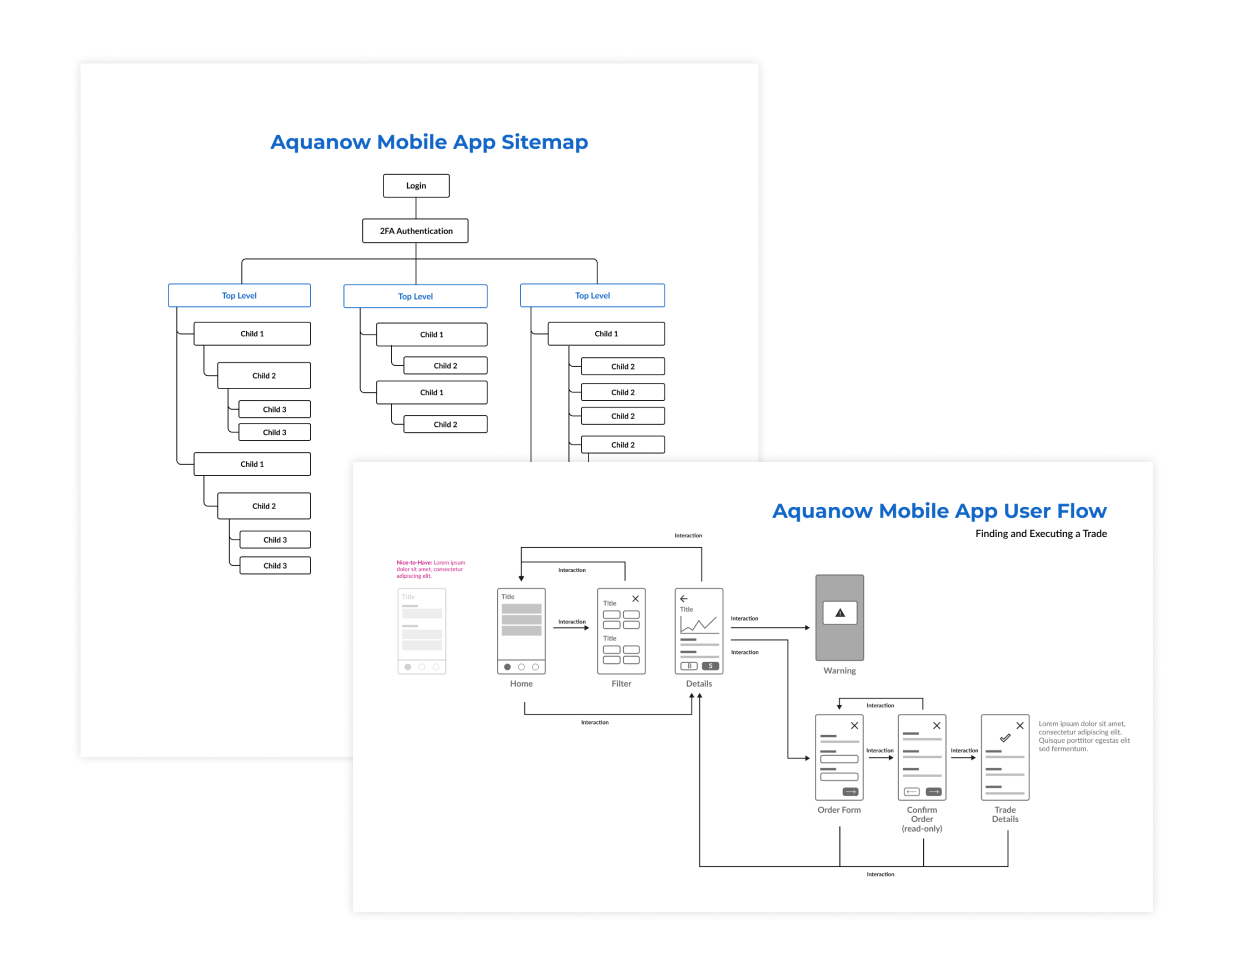 Aquanow Mobile App Sitemap
Login
2FA Authentication
Top Level
Top Level
Top Level
Child 1
Child 2
Child 3
Child 3
Child 1
Child 2
Child 3
Child 3
Child 1
Child 2
Child 1
Child 2
Child 1
Child 2
Child 2
Child 2
Child 2
Aquanow Mobile App User Flow
Finding and Executing a Trade
Nice-to-Have: Lorem ipsum
dolor sit amet, consectetur
adipiscing elit.
Title
Interaction
Interaction
Title
Home
Interaction
Title
Title
Filter
Title
B
S
Details
Interaction
Interaction
Interaction
Warning
Interaction
Order Form
Interaction
Confirm
Order
(read-only)
Interaction
Trade
Details
Lorem ipsum dolor sit amet,
consectetur adipiscing elit.
Quisque porttitor egestas elit
sed fermentum.
Interaction